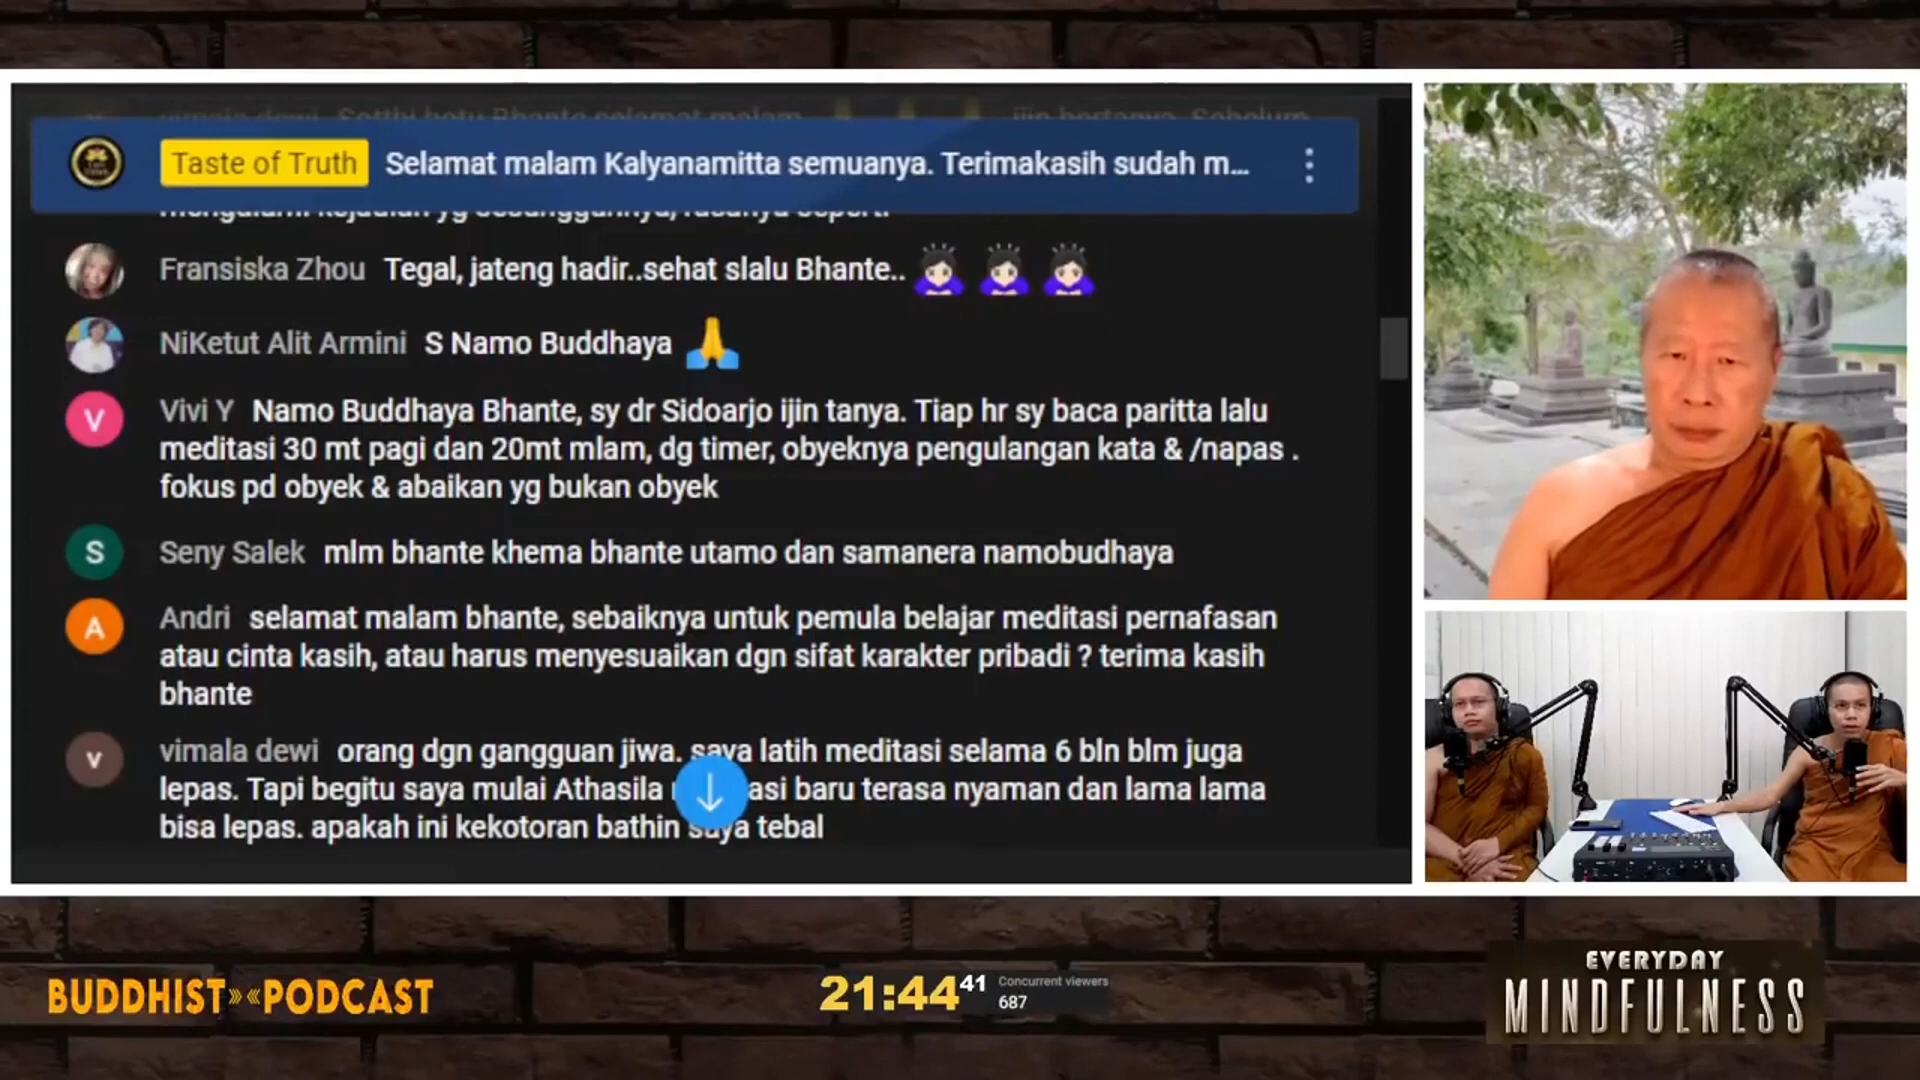 Taste of Truth Selamat malam Kalyanamitta semuanya. Terimakasih sudah m...
Fransiska Zhou Tegal, jateng hadir..sehat slalu Bhante..
NiKetut Alit Armini S Namo Buddhaya
V Vivi Y Namo Buddhaya Bhante, sy dr Sidoarjo ijin tanya. Tiap hr sy baca paritta lalu
meditasi 30 mt pagi dan 20mt mlam, dg timer, obyeknya pengulangan kata & /napas .
fokus pd obyek & abaikan yg bukan obyek
S Seny Salek mlm bhante khema bhante utamo dan samanera namobudhaya
A Andri selamat malam bhante, sebaiknya untuk pemula belajar meditasi pernafasan
atau cinta kasih, atau harus menyesuaikan dgn sifat karakter pribadi ? terima kasih
bhante
v vimala dewi orang dgn gangguan jiwa. saya latih meditasi selama 6 bln blm juga
lepas. Tapi begitu saya mulai Athasila baru terasa nyaman dan lama lama
bisa lepas. apakah ini kekotoran bathin saya tebal
BUDDHIST»«PODCAST
21:44 41
Concurrent viewers
687
EVERYDAY
MINDFULNESS